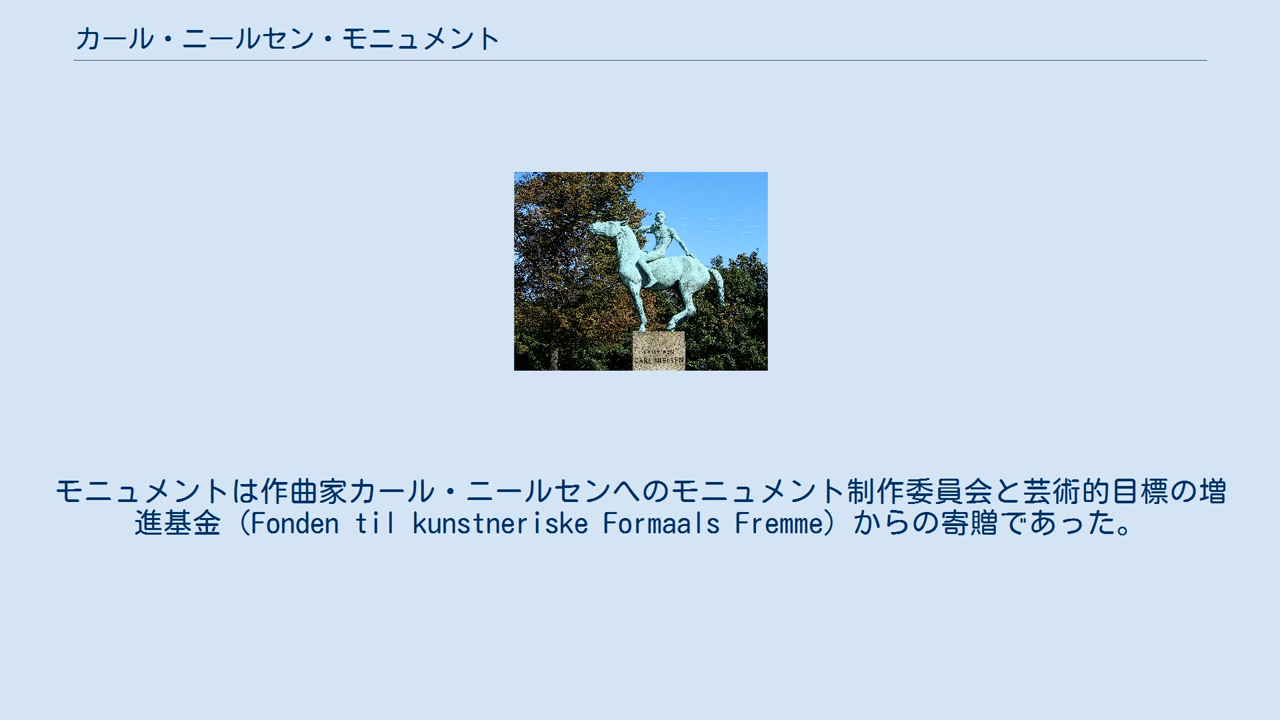 カール・ニールセン・モニュメント
CARL NIELSEN
モニュメントは作曲家カール・ニールセンへのモニュメント制作委員会と芸術的目標の増
進基金（Fonden til kunstneriske Formaals Fremme）からの寄贈であった。